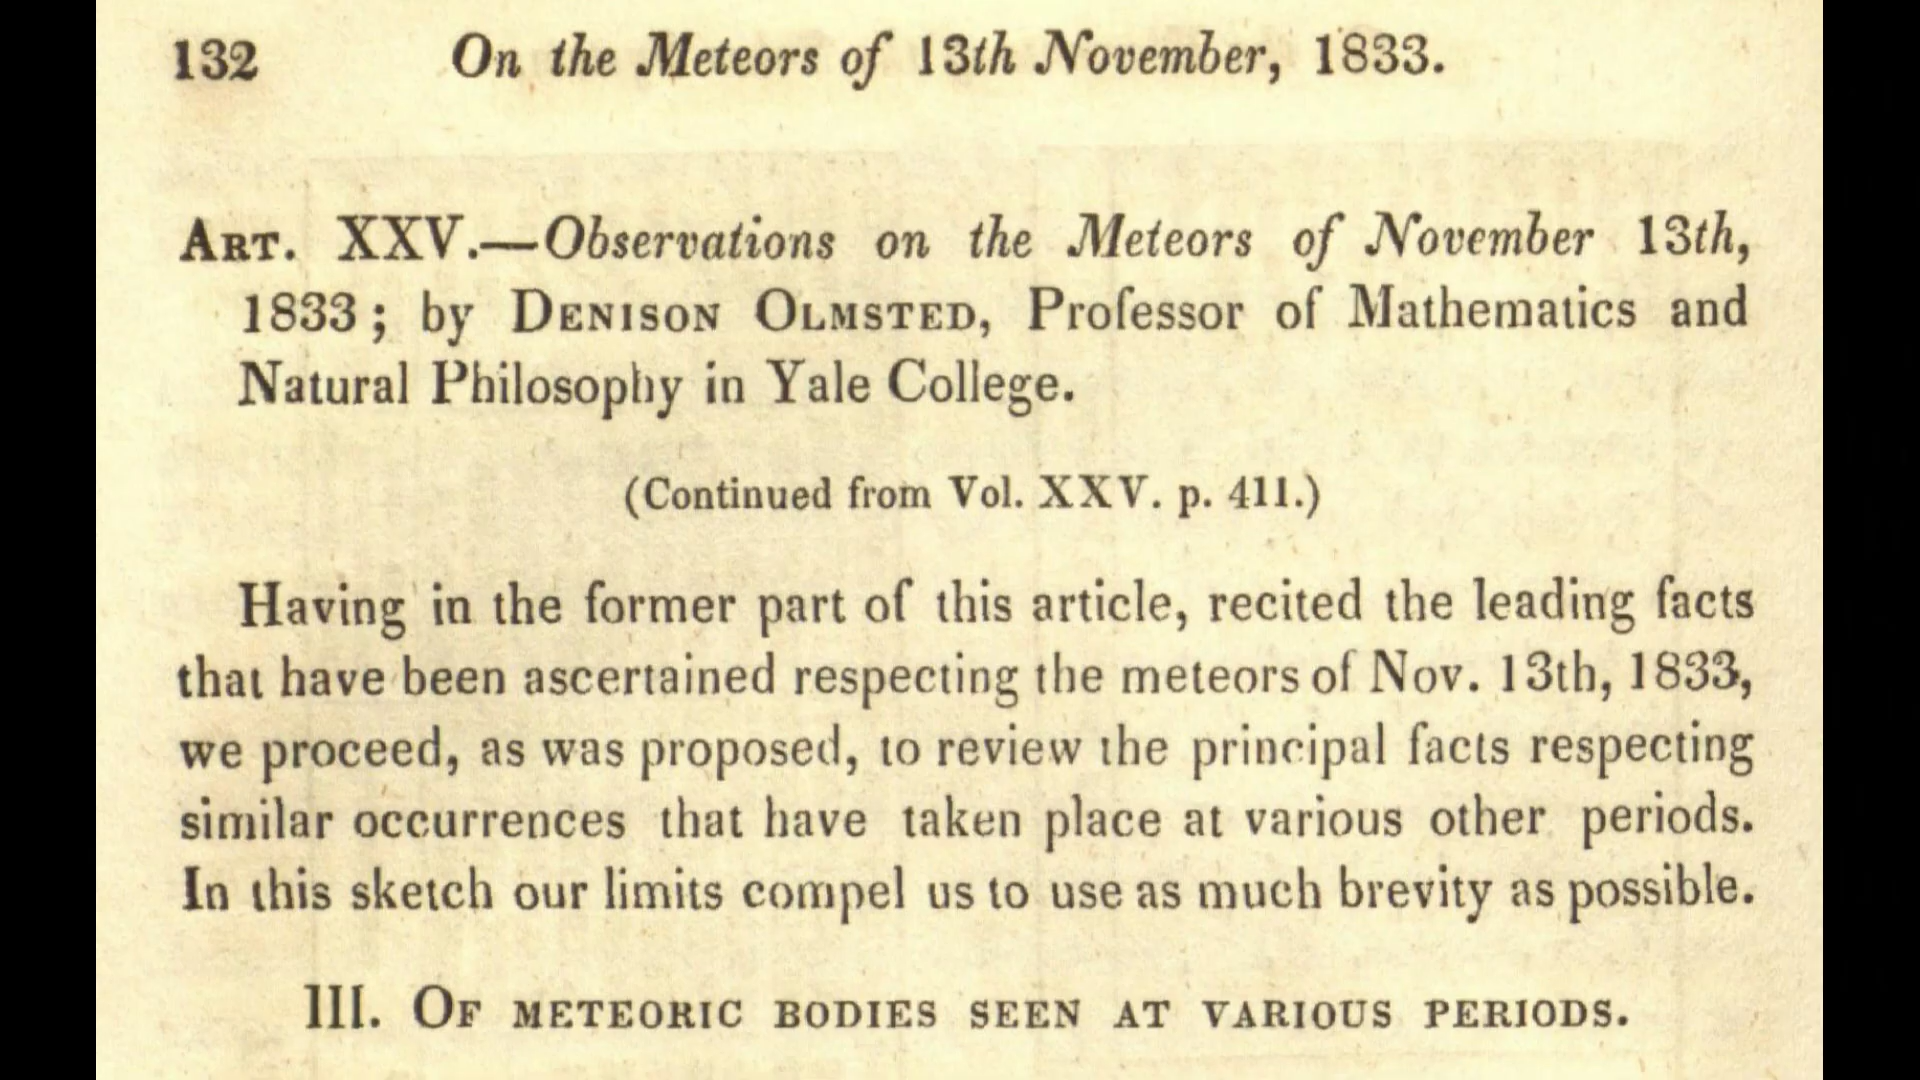 132 On the Meteors of 13th November, 1833.
ART. XXV.—Observations on the Meteors of November 13th,
1833; by DENISON OLMSTED, Professor of Mathematics and
Natural Philosophy in Yale College.
(Continued from Vol. XXV. p. 411.)
Having in the former part of this article, recited the leading facts
that have been ascertained respecting the meteors of Nov. 13th, 1833,
we proceed, as was proposed, to review the principal facts respecting
similar occurrences that have taken place at various other periods.
In this sketch our limits compel us to use as much brevity as possible.
III. OF METEORIC BODIES SEEN AT VARIOUS PERIODS.